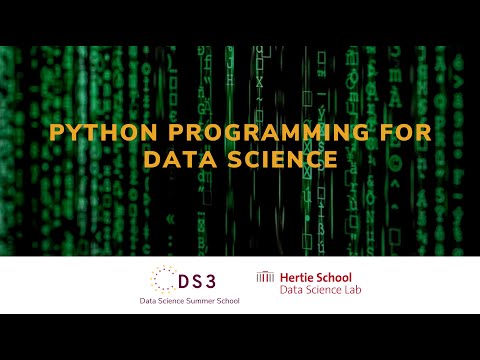 PYTHON PROGRAMMING FOR
DATA SCIENCE
DS3
Data Science Summer School
Hertie School
Data Science Lab